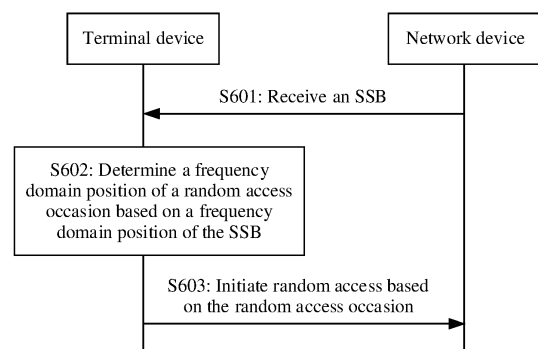 Terminal device
Network device
S601: Receive an SSB
S602: Determine a frequency
domain position of a random access
occasion based on a frequency
domain position of the SSB
S603: Initiate random access based
on the random access occasion